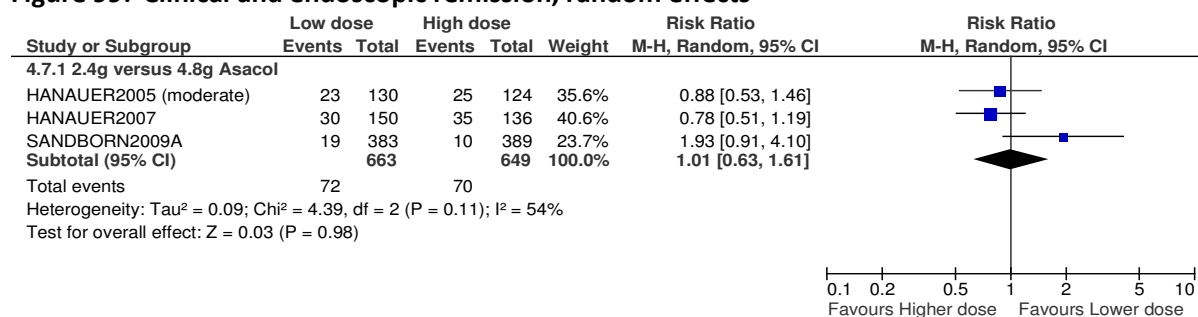 Figure 99: Clinical and endoscopic remission, random effects
Low dose High dose Risk Ratio Risk Ratio
Study or Subgroup Events Total Events Total Weight M-H, Random, 95% CI M-H, Random, 95% CI
4.7.1 2.4g versus 4.8g Asacol
HANAUER2005 (moderate) 23 130 25 124 35.6% 0.88 [0.53, 1.46]
HANAUER2007 30 150 35 136 40.6% 0.78 [0.51, 1.19]
SANDBORN2009A 19 383 10 389 23.7% 1.93 [0.91, 4.10]
Subtotal (95% CI) 663 649 100.0% 1.01 [0.63, 1.61]
Total events 72 70
Heterogeneity: Tau² = 0.09; Chi² = 4.39, df = 2 (P = 0.11); I² = 54%
Test for overall effect: Z = 0.03 (P = 0.98)
0.1 0.2 0.5 1 2 5 10
Favours Higher dose Favours Lower dose